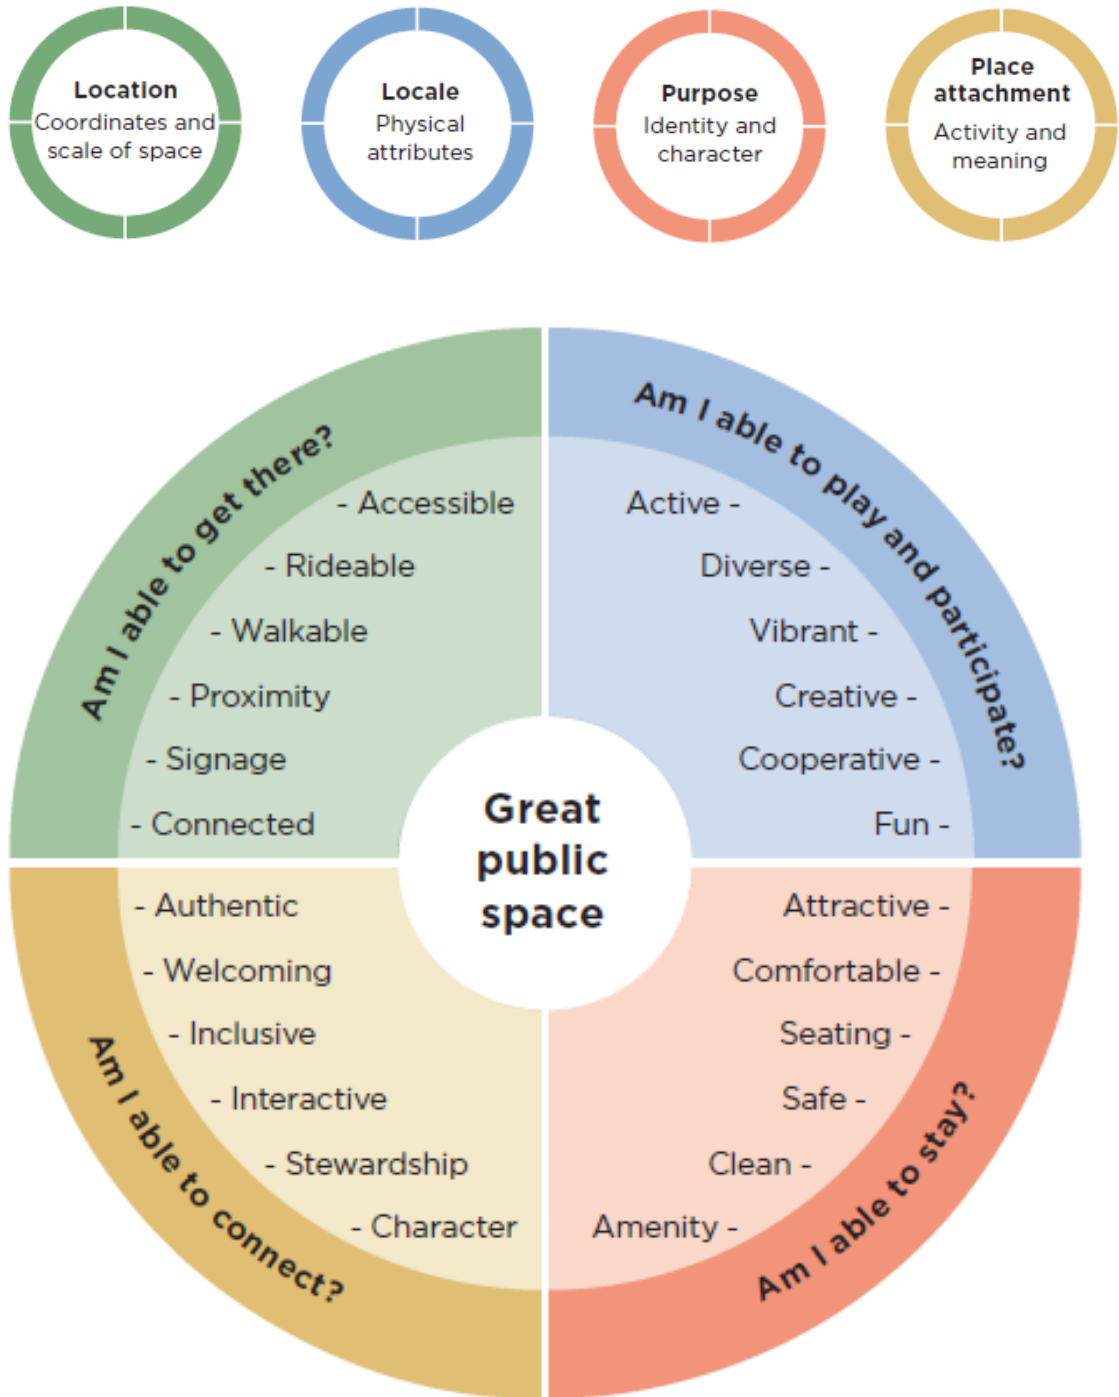 Location
Coordinates and
scale of space
Locale
Physical
attributes
Purpose
Identity and
character
Place
attachment
Activity and
meaning
Am I able to get there?
- Accessible
- Rideable
- Walkable
- Proximity
- Signage
- Connected
Am I able to play and participate?
Active -
Diverse -
Vibrant -
Creative -
Cooperative -
Fun -
Great
public
space
- Authentic
- Welcoming
- Inclusive
- Interactive
- Stewardship
- Character
Am I able to connect?
Attractive -
Comfortable -
Seating -
Safe -
Clean -
Amenity -
Am I able to stay?